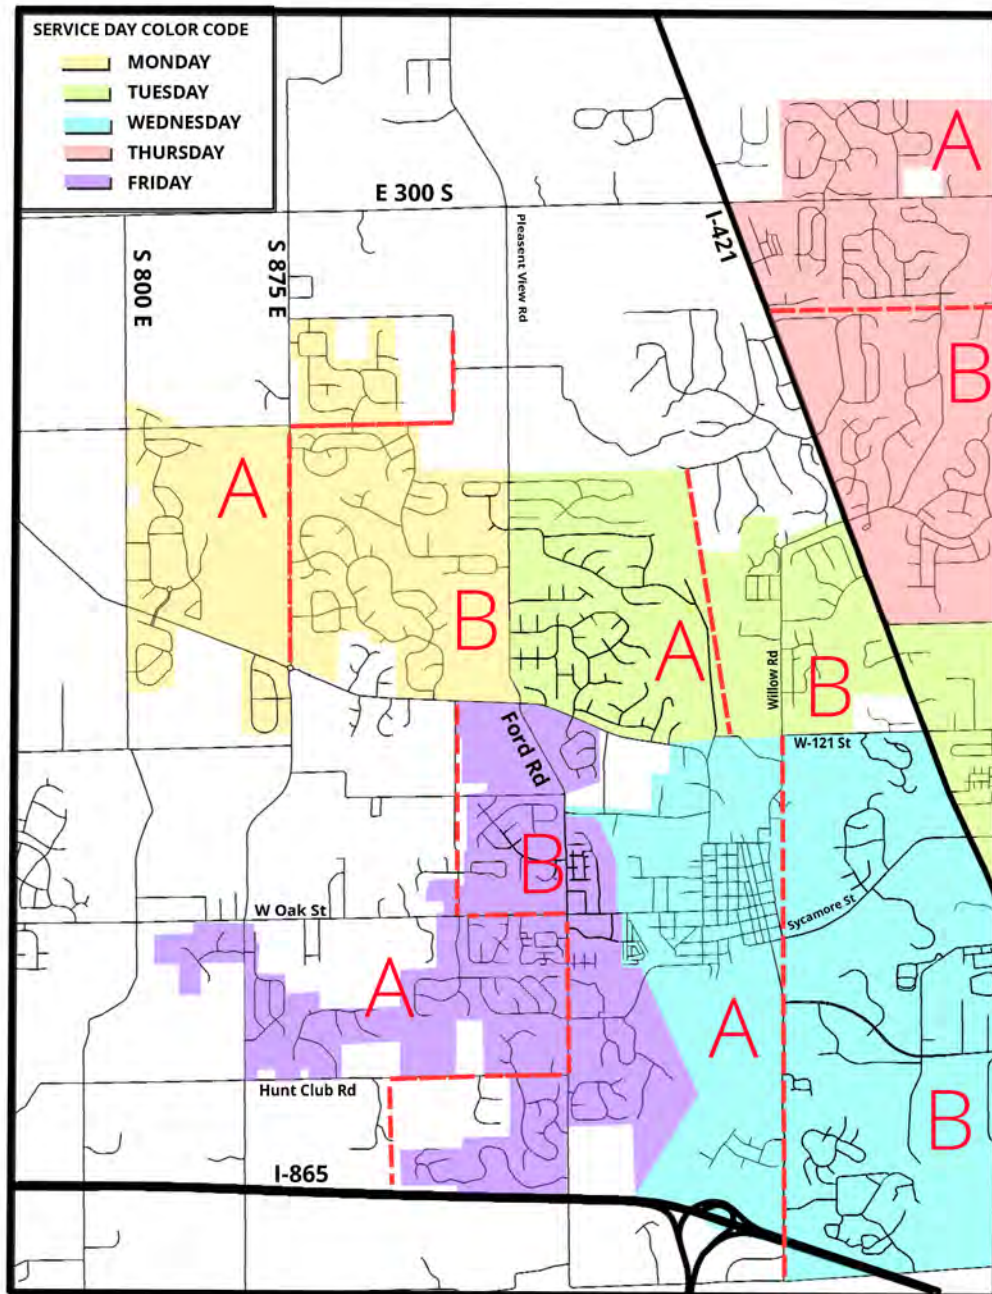 SERVICE DAY COLOR CODE
MONDAY
TUESDAY
WEDNESDAY
THURSDAY
FRIDAY
A
E 300 S
S 800 E
S 875 E
Pleasent View Rd
I-421
B
A
B
A
B
Willow Rd
W-121 St
Ford Rd
B
W Oak St
Sycamore St
A
A
B
Hunt Club Rd
I-865